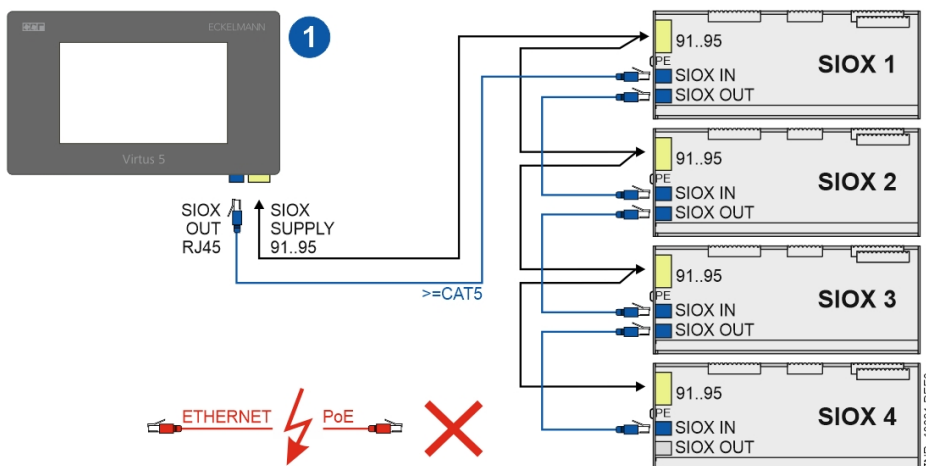 ECKELMANN
1
Virtus 5
SIOX
OUT
RJ45
SIOX
SUPPLY
91..95
>=CAT5
ETHERNET
PoE
91..95
PE
SIOX IN
SIOX OUT
SIOX 1
91..95
PE
SIOX IN
SIOX OUT
SIOX 2
91..95
PE
SIOX IN
SIOX OUT
SIOX 3
91..95
PE
SIOX IN
SIOX OUT
SIOX 4